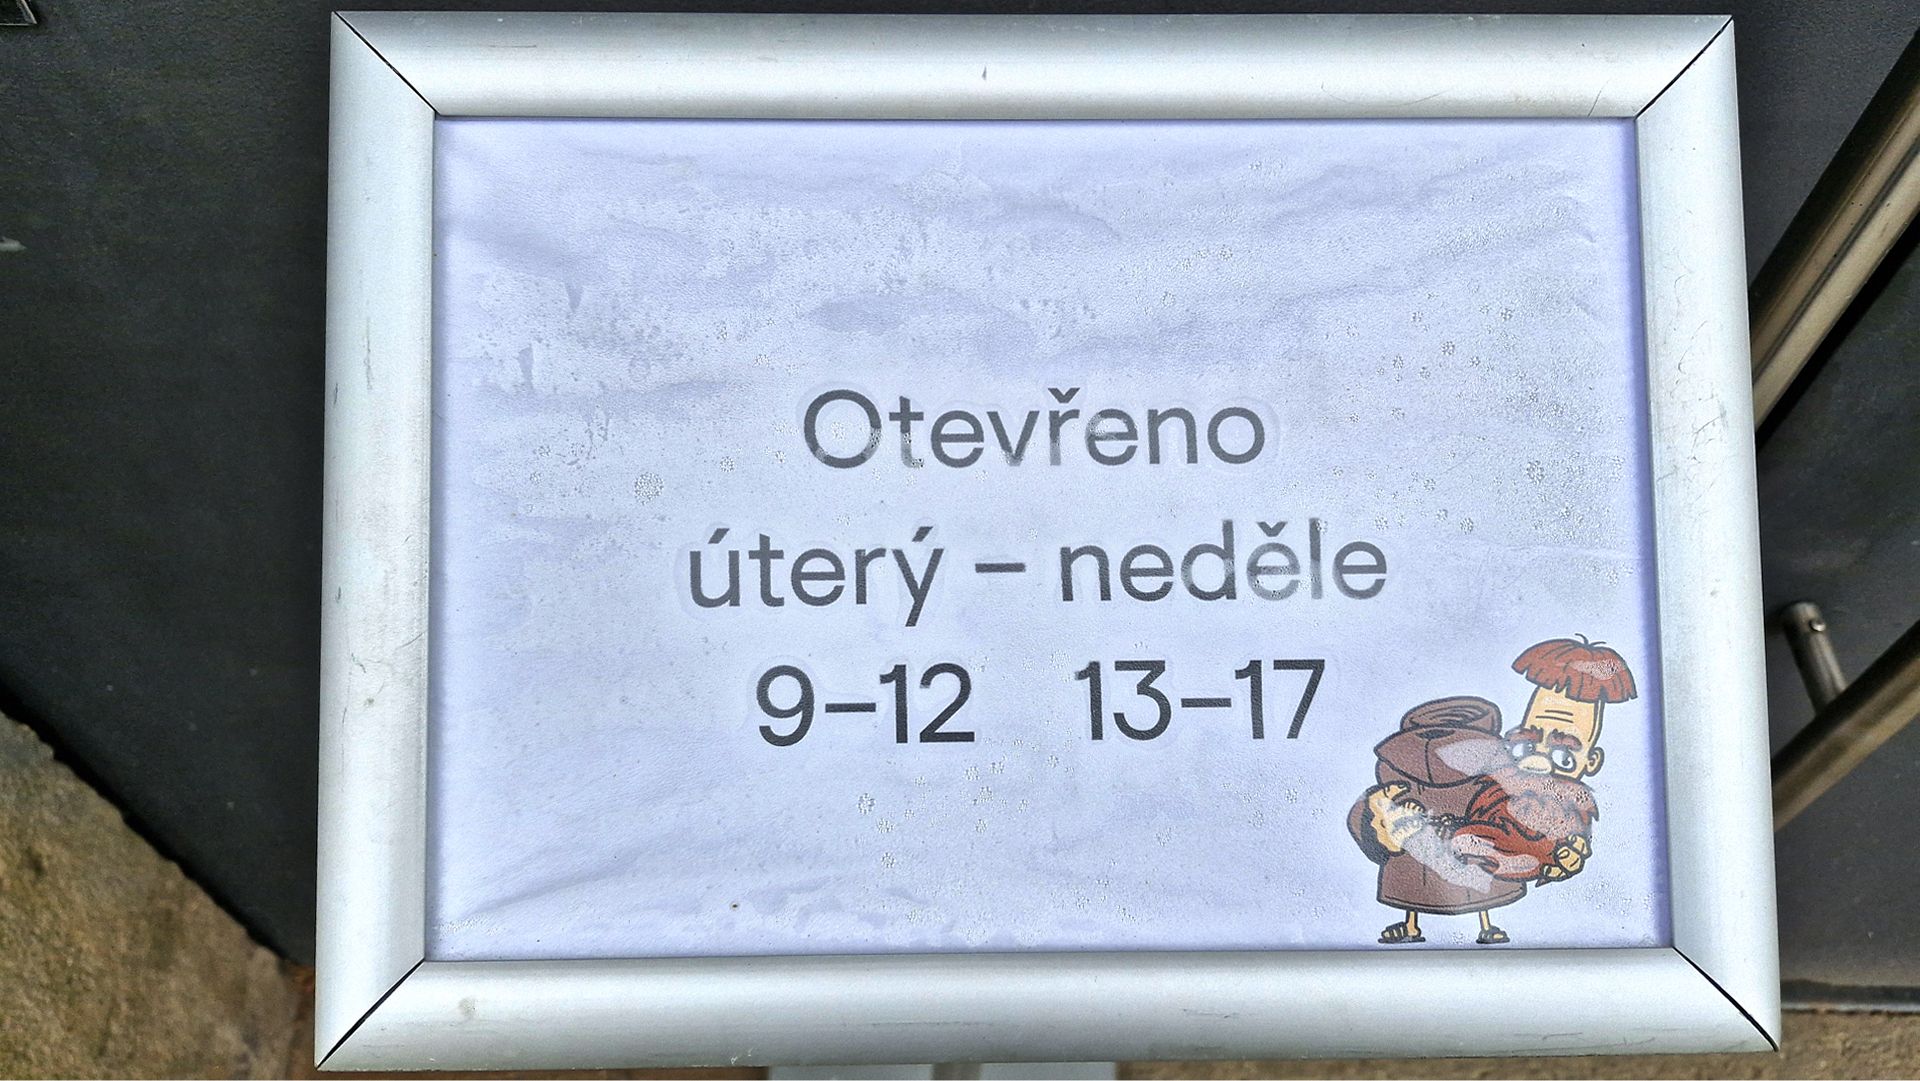 Otevřeno
úterý – neděle
9–12 13–17